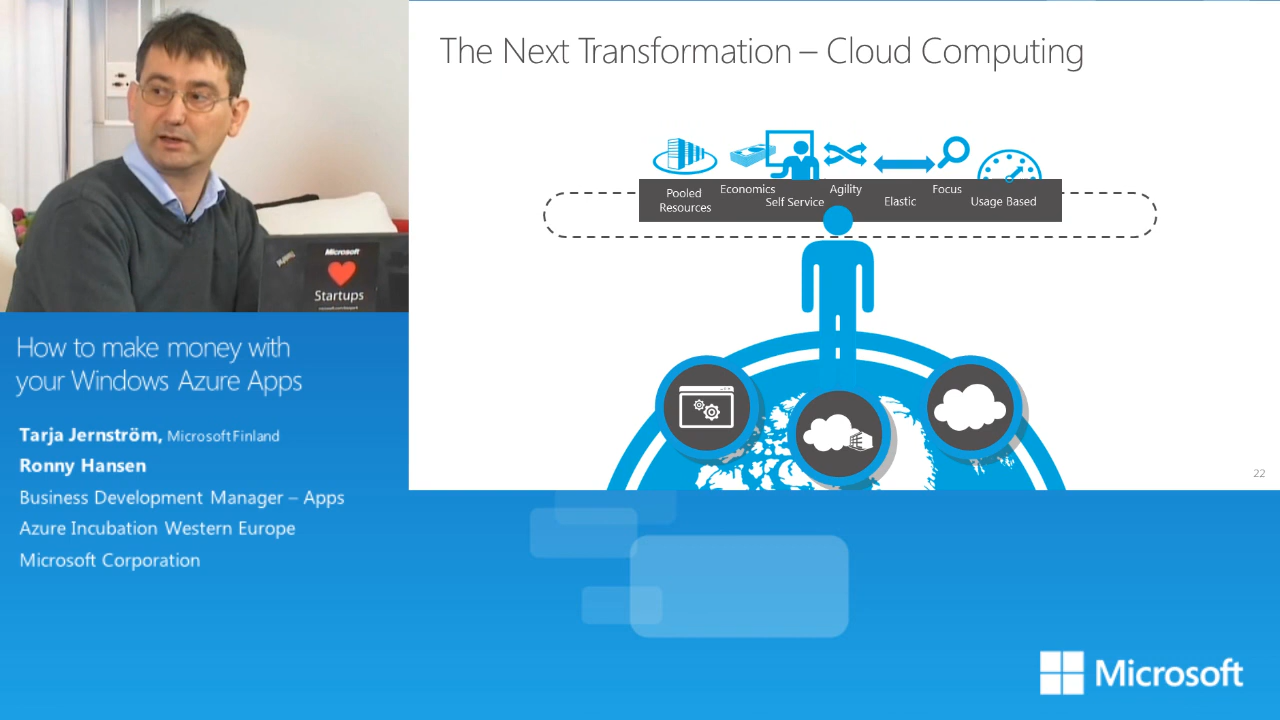 The Next Transformation – Cloud Computing
Pooled
Resources
Economics
Self Service
Agility
Elastic
Focus
Usage Based
22
Microsoft
Startups
How to make money with
your Windows Azure Apps
Tarja Jernström, Microsoft Finland
Ronny Hansen
Business Development Manager – Apps
Azure Incubation Western Europe
Microsoft Corporation
Microsoft